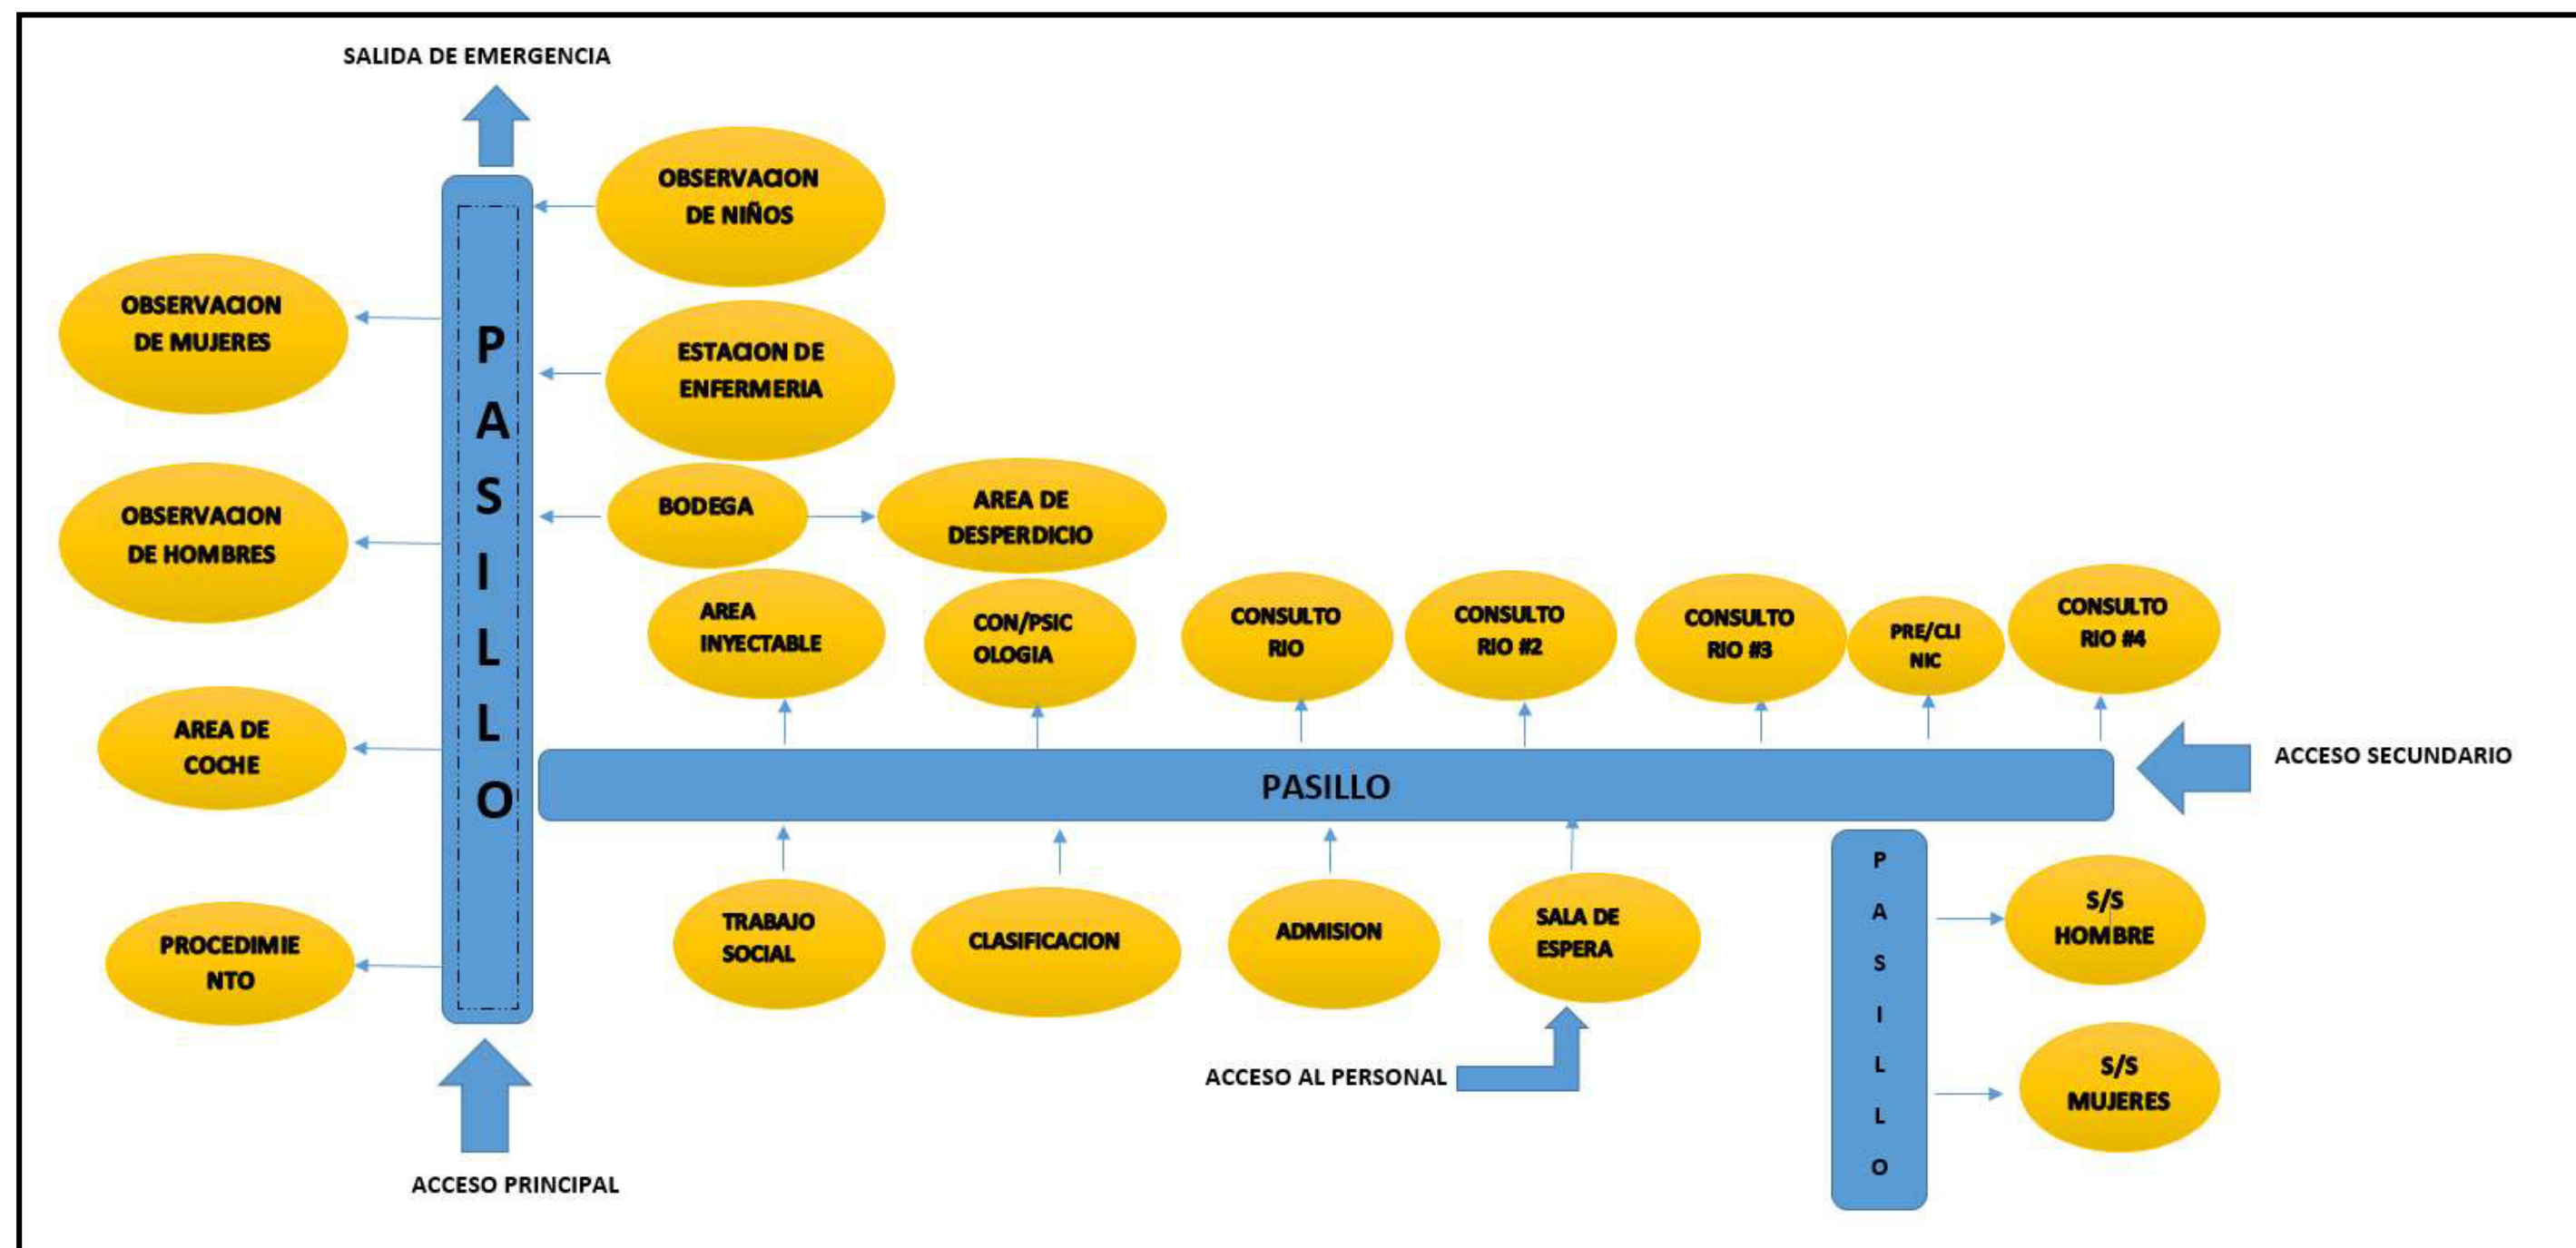 SALIDA DE EMERGENCIA
OBSERVACION
DE NIÑOS
OBSERVACION
DE MUJERES
P
A
S
I
L
L
O
ESTACION DE
ENFERMERIA
OBSERVACION
DE HOMBRES
BODEGA
AREA DE
DESPERDICIO
AREA
INYECTABLE
CON/PSIC
OLOGIA
CONSULTO
RIO
CONSULTO
RIO #2
CONSULTO
RIO #3
PRE/CLI
NIC
CONSULTO
RIO #4
AREA DE
COCHE
PASILLO
ACCESO SECUNDARIO
PROCEDIMIE
NTO
TRABAJO
SOCIAL
CLASIFICACION
ADMISION
SALA DE
ESPERA
P
A
S
I
L
L
O
S/S
HOMBRE
S/S
MUJERES
ACCESO AL PERSONAL
ACCESO PRINCIPAL